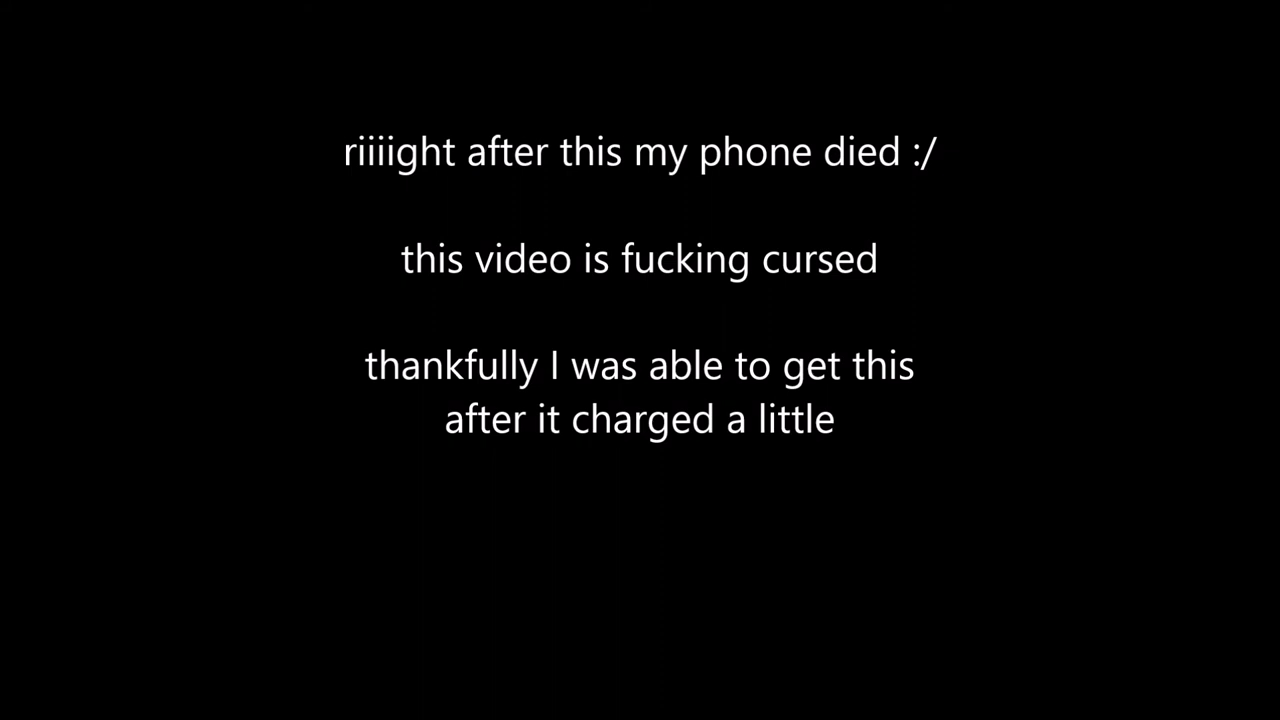 riiiight after this my phone died :/
this video is fucking cursed
thankfully I was able to get this
after it charged a little